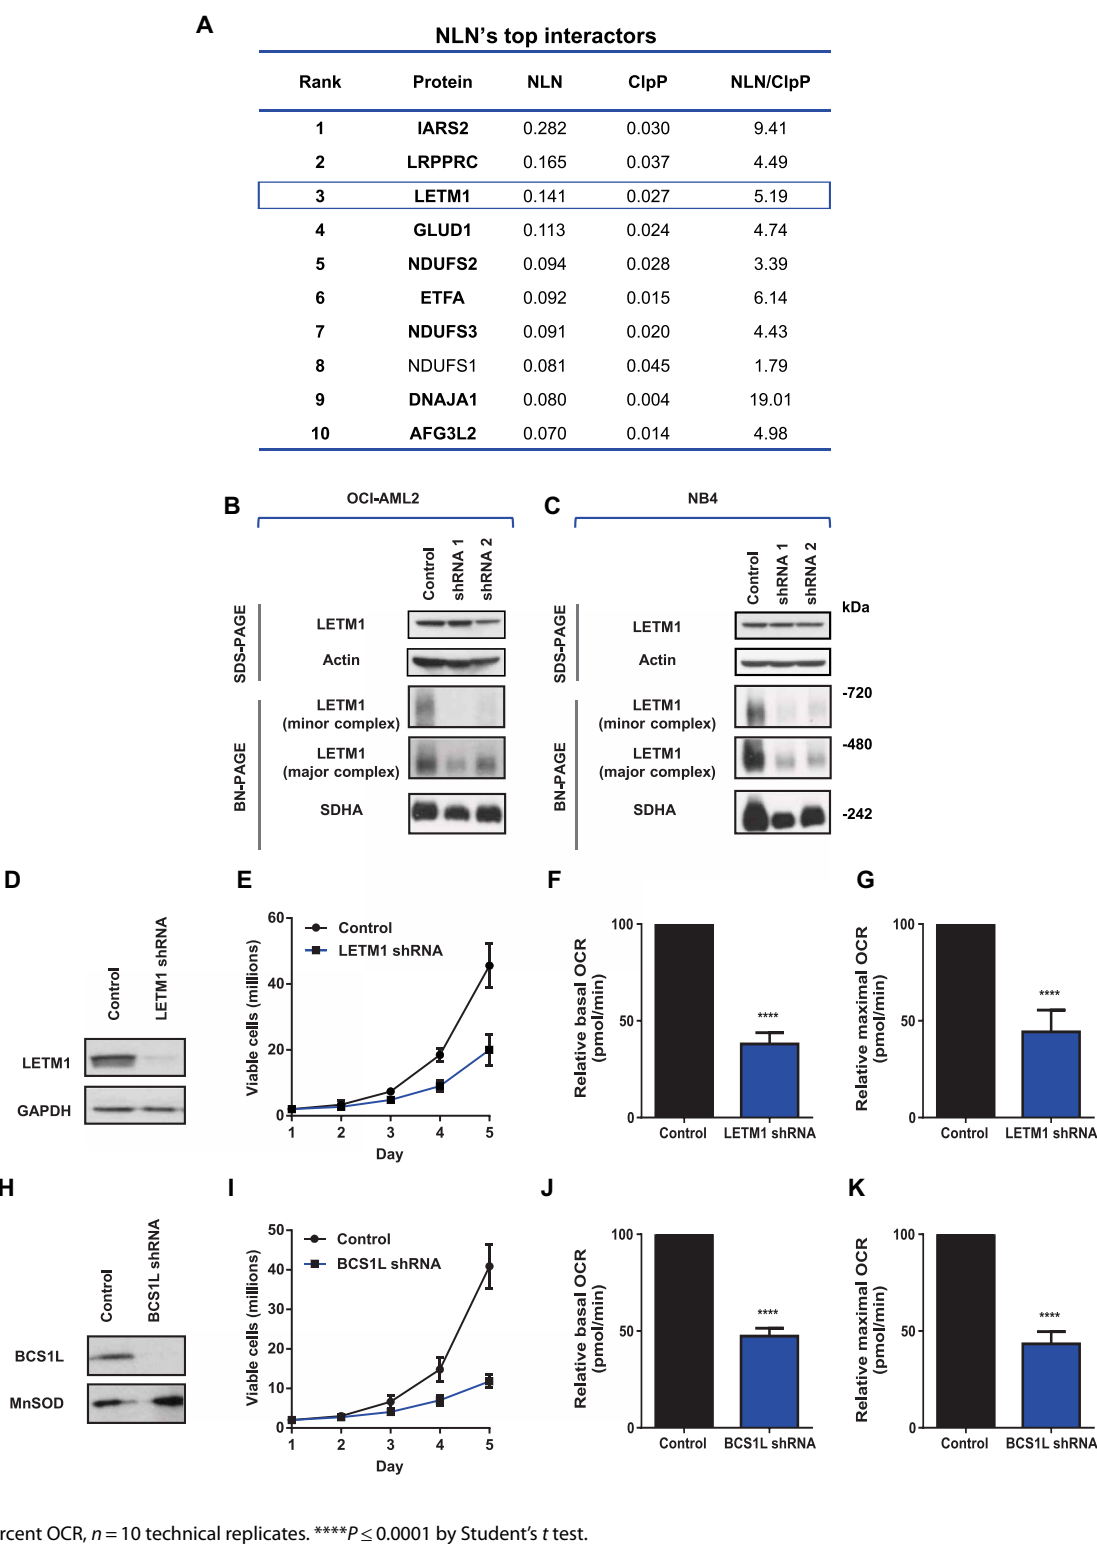 A
NLN's top interactors
Rank Protein NLN ClpP NLN/ClpP
1 IARS2 0.282 0.030 9.41
2 LRPPRC 0.165 0.037 4.49
3 LETM1 0.141 0.027 5.19
4 GLUD1 0.113 0.024 4.74
5 NDUFS2 0.094 0.028 3.39
6 ETFA 0.092 0.015 6.14
7 NDUFS3 0.091 0.020 4.43
8 NDUFS1 0.081 0.045 1.79
9 DNAJA1 0.080 0.004 19.01
10 AFG3L2 0.070 0.014 4.98
B
OCI-AML2
Control
shRNA 1
shRNA 2
SDS-PAGE
LETM1
Actin
BN-PAGE
LETM1
(minor complex)
LETM1
(major complex)
SDHA
C
NB4
Control
shRNA 1
shRNA 2
kDa
SDS-PAGE
LETM1
Actin
BN-PAGE
LETM1
(minor complex)
-720
LETM1
(major complex)
-480
SDHA
-242
D
Control
LETM1 shRNA
LETM1
GAPDH
E
Viable cells (millions)
60
40
20
0
Control
LETM1 shRNA
1 2 3 4 5
Day
F
Relative basal OCR
(pmol/min)
100
50
0
****
Control LETM1 shRNA
G
Relative maximal OCR
(pmol/min)
100
50
0
****
Control LETM1 shRNA
H
Control
BCS1L shRNA
BCS1L
MnSOD
I
Viable cells (millions)
50
40
30
20
10
0
Control
BCS1L shRNA
1 2 3 4 5
Day
J
Relative basal OCR
(pmol/min)
100
50
0
****
Control BCS1L shRNA
K
Relative maximal OCR
(pmol/min)
100
50
0
****
Control BCS1L shRNA
rcent OCR, n = 10 technical replicates. ****P ≤ 0.0001 by Student's t test.